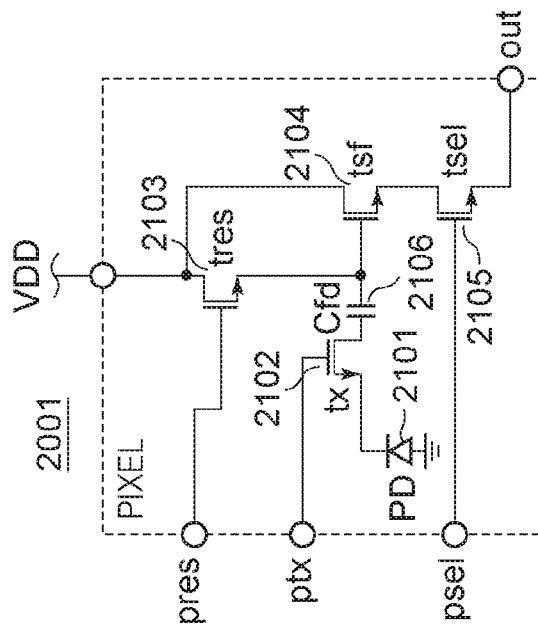 2001
VDD
PIXEL
2103
tres
pres
2104
tsf
2102
Cfd
tx
2106
ptx
2101
PD
tsel
2105
psel
out